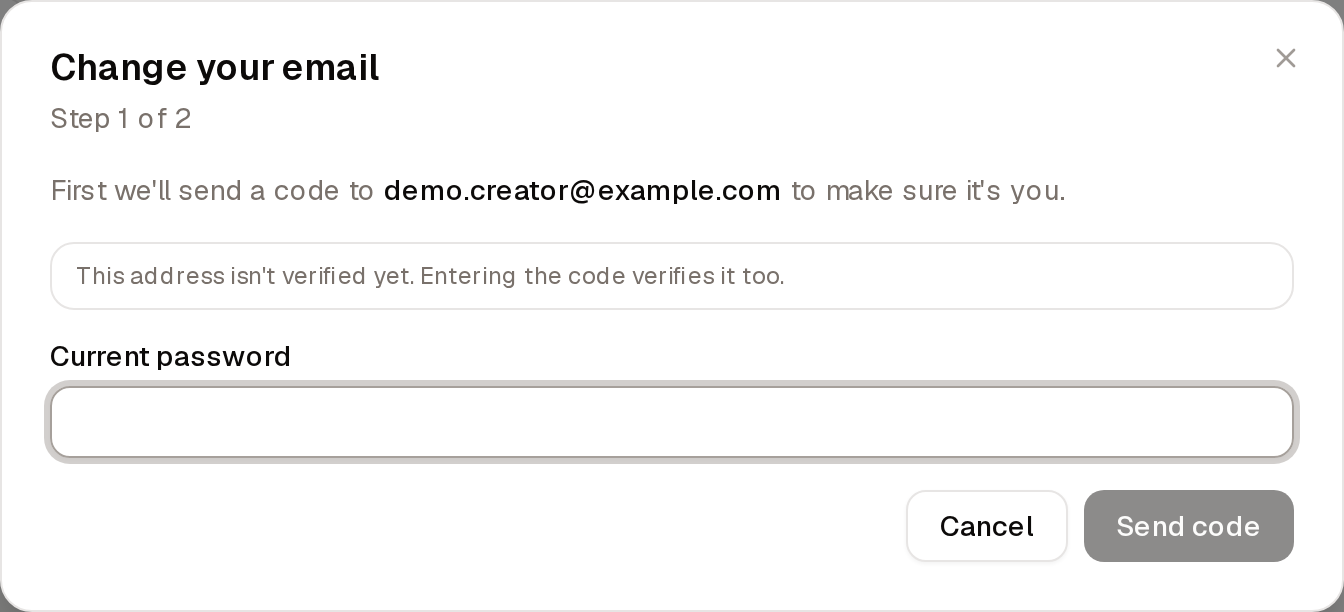 Change your email
Step 1 of 2
First we'll send a code to demo.creator@example.com to make sure it's you.
This address isn't verified yet. Entering the code verifies it too.
Current password
Cancel
Send code